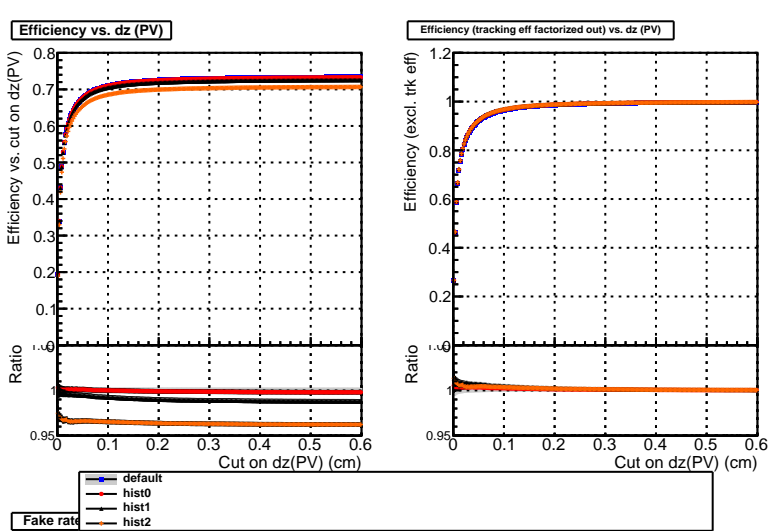 Efficiency vs. dz (PV)
Efficiency vs. cut on dz(PV)
0.8
0.7
0.6
0.5
0.4
0.3
0.2
0.1
0
Ratio
1
0.95
0 0.1 0.2 0.3 0.4 0.5 0.6
Cut on dz(PV) (cm)
Efficiency (tracking eff factorized out) vs. dz (PV)
Efficiency (excl. trk eff)
1.2
1
0.8
0.6
0.4
0.2
0
Ratio
1
0.95
0 0.1 0.2 0.3 0.4 0.5 0.6
Cut on dz(PV) (cm)
default
hist0
hist1
hist2
Fake rate